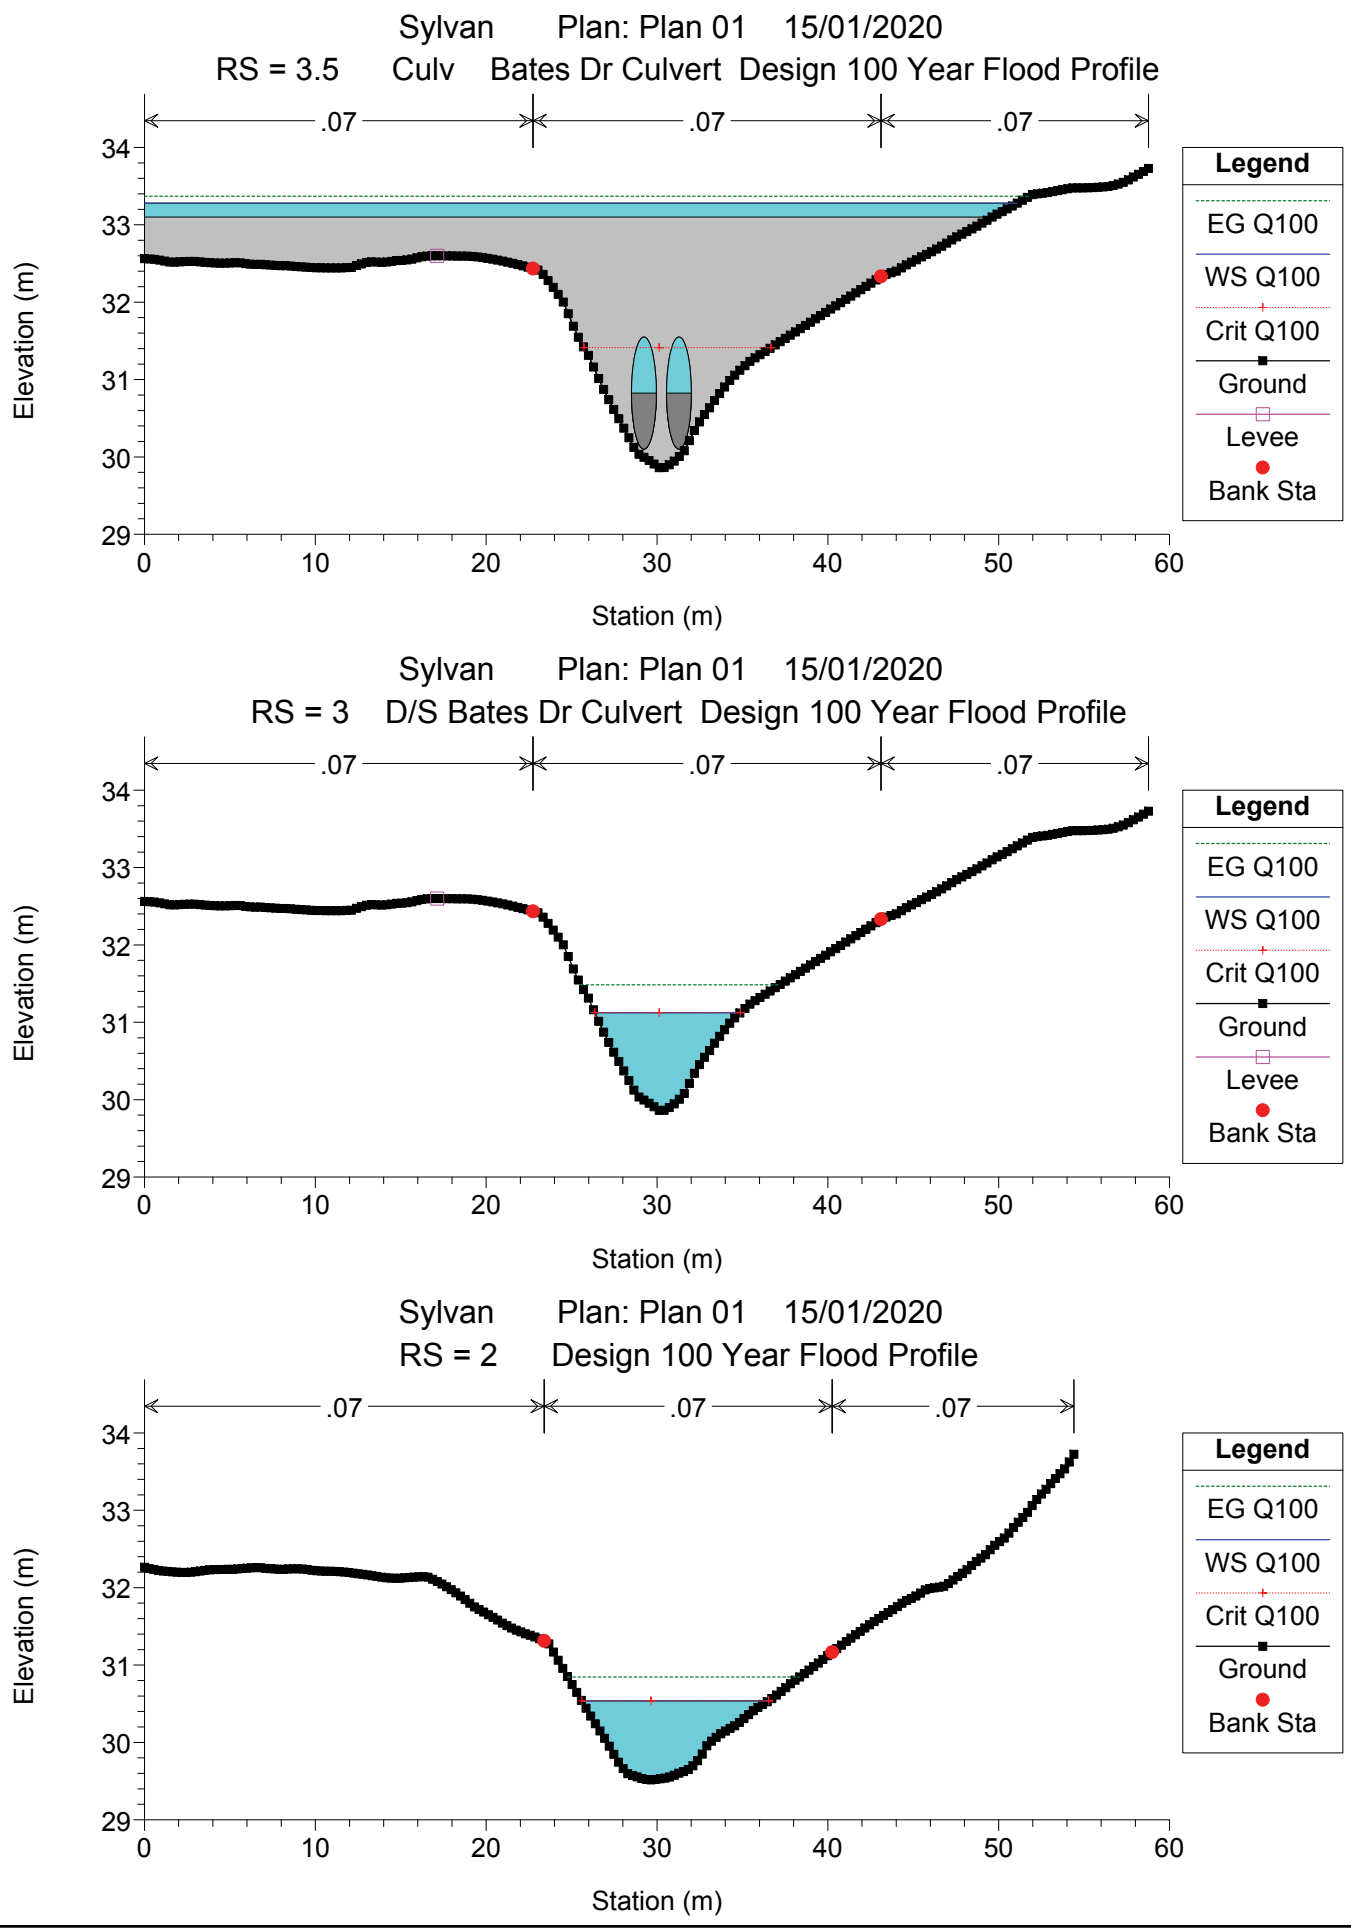 Sylvan Plan: Plan 01 15/01/2020
RS = 3.5 Culv Bates Dr Culvert Design 100 Year Flood Profile
.07 .07 .07
34
33
32
31
30
29
0 10 20 30 40 50 60
Station (m)
Elevation (m)
Legend
EG Q100
WS Q100
Crit Q100
Ground
Levee
Bank Sta
Sylvan Plan: Plan 01 15/01/2020
RS = 3 D/S Bates Dr Culvert Design 100 Year Flood Profile
.07 .07 .07
34
33
32
31
30
29
0 10 20 30 40 50 60
Station (m)
Elevation (m)
Legend
EG Q100
WS Q100
Crit Q100
Ground
Levee
Bank Sta
Sylvan Plan: Plan 01 15/01/2020
RS = 2 Design 100 Year Flood Profile
.07 .07 .07
34
33
32
31
30
29
0 10 20 30 40 50 60
Station (m)
Elevation (m)
Legend
EG Q100
WS Q100
Crit Q100
Ground
Bank Sta